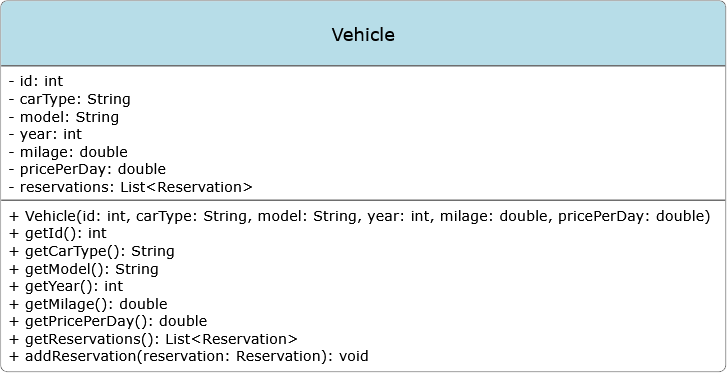 Vehicle
- id: int
- carType: String
- model: String
- year: int
- milage: double
- pricePerDay: double
- reservations: List<Reservation>
+ Vehicle(id: int, carType: String, model: String, year: int, milage: double, pricePerDay: double)
+ getId(): int
+ getCarType(): String
+ getModel(): String
+ getYear(): int
+ getMilage(): double
+ getPricePerDay(): double
+ getReservations(): List<Reservation>
+ addReservation(reservation: Reservation): void